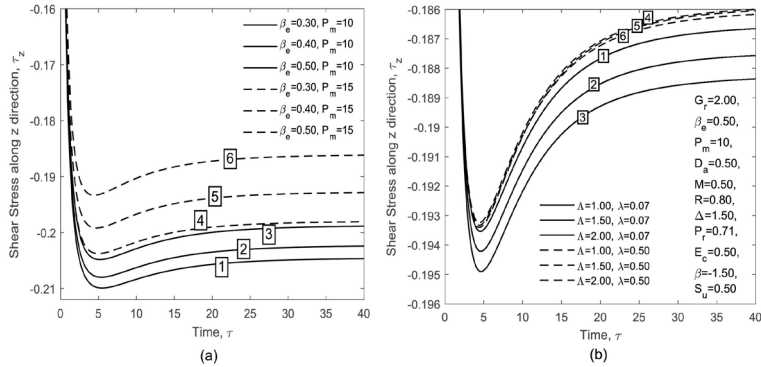 Shear Stress along z direction, τz
-0.16
-0.17
-0.18
-0.19
-0.2
-0.21
βe=0.30, Pm=10
βe=0.40, Pm=10
βe=0.50, Pm=10
βe=0.30, Pm=15
βe=0.40, Pm=15
βe=0.50, Pm=15
6
5
4
3
2
1
0 5 10 15 20 25 30 35 40
Time, τ
(a)
Shear Stress along z direction, τz
-0.186
-0.187
-0.188
-0.189
-0.19
-0.191
-0.192
-0.193
-0.194
-0.195
-0.196
4
5
6
1
2
3
Λ=1.00, λ=0.07
Λ=1.50, λ=0.07
Λ=2.00, λ=0.07
Λ=1.00, λ=0.50
Λ=1.50, λ=0.50
Λ=2.00, λ=0.50
Gr=2.00,
βe=0.50,
Pm=10,
Da=0.50,
M=0.50,
R=0.80,
Δ=1.50,
Pr=0.71,
Ec=0.50,
β=-1.50,
Su=0.50
0 5 10 15 20 25 30 35 40
Time, τ
(b)